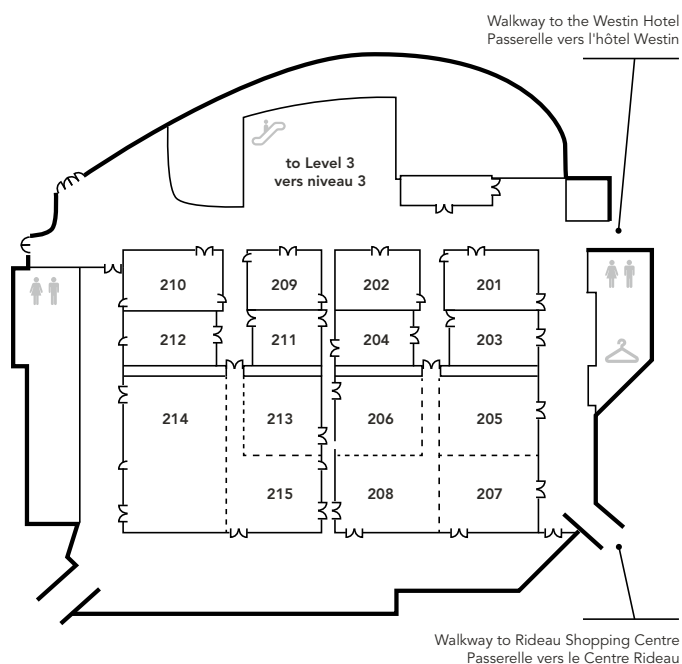 Walkway to the Westin Hotel
Passerelle vers l'hôtel Westin
to Level 3
vers niveau 3
210
209
202
201
212
211
204
203
214
213
206
205
215
208
207
Walkway to Rideau Shopping Centre
Passerelle vers le Centre Rideau